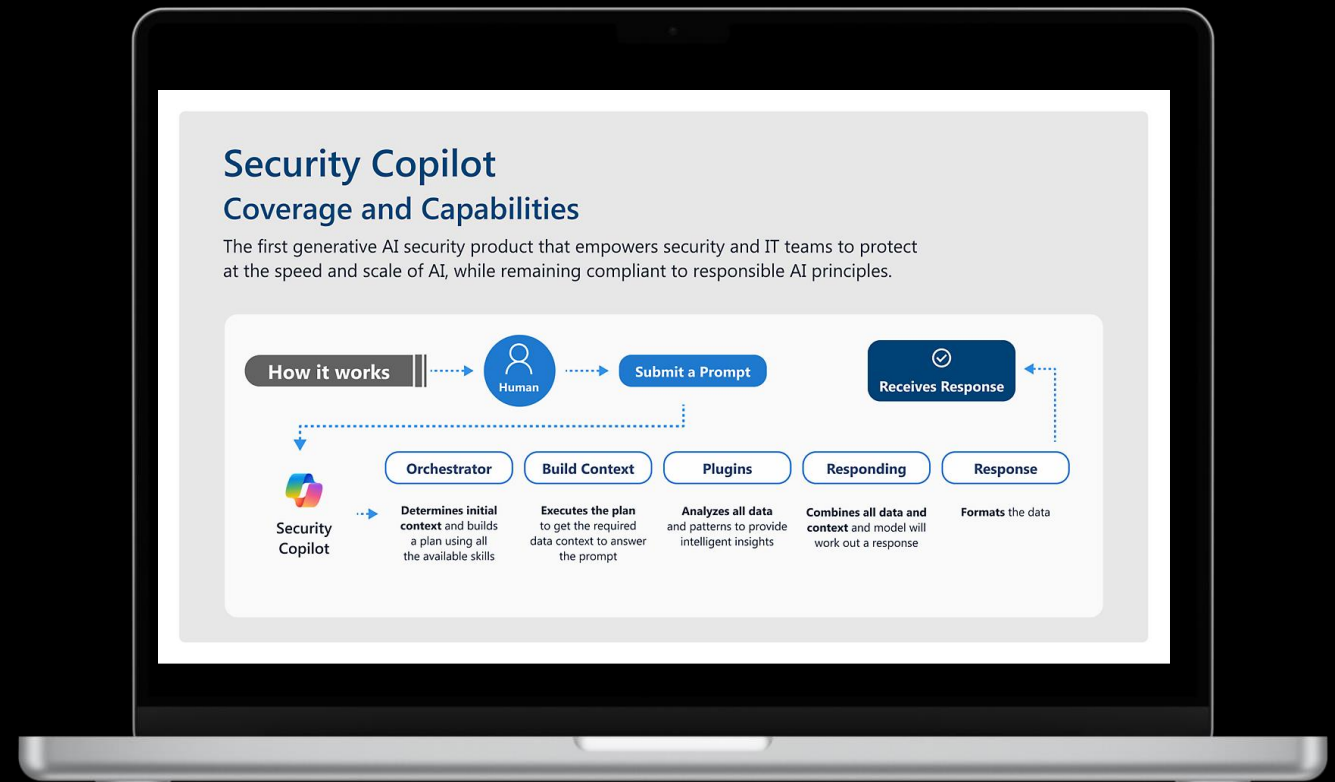 Security Copilot
Coverage and Capabilities
The first generative AI security product that empowers security and IT teams to protect
at the speed and scale of AI, while remaining compliant to responsible AI principles.
How it works
Human
Submit a Prompt
Receives Response
Security
Copilot
Orchestrator
Determines initial
context and builds
a plan using all
the available skills
Build Context
Executes the plan
to get the required
data context to answer
the prompt
Plugins
Analyzes all data
and patterns to provide
intelligent insights
Responding
Combines all data and
context and model will
work out a response
Response
Formats the data